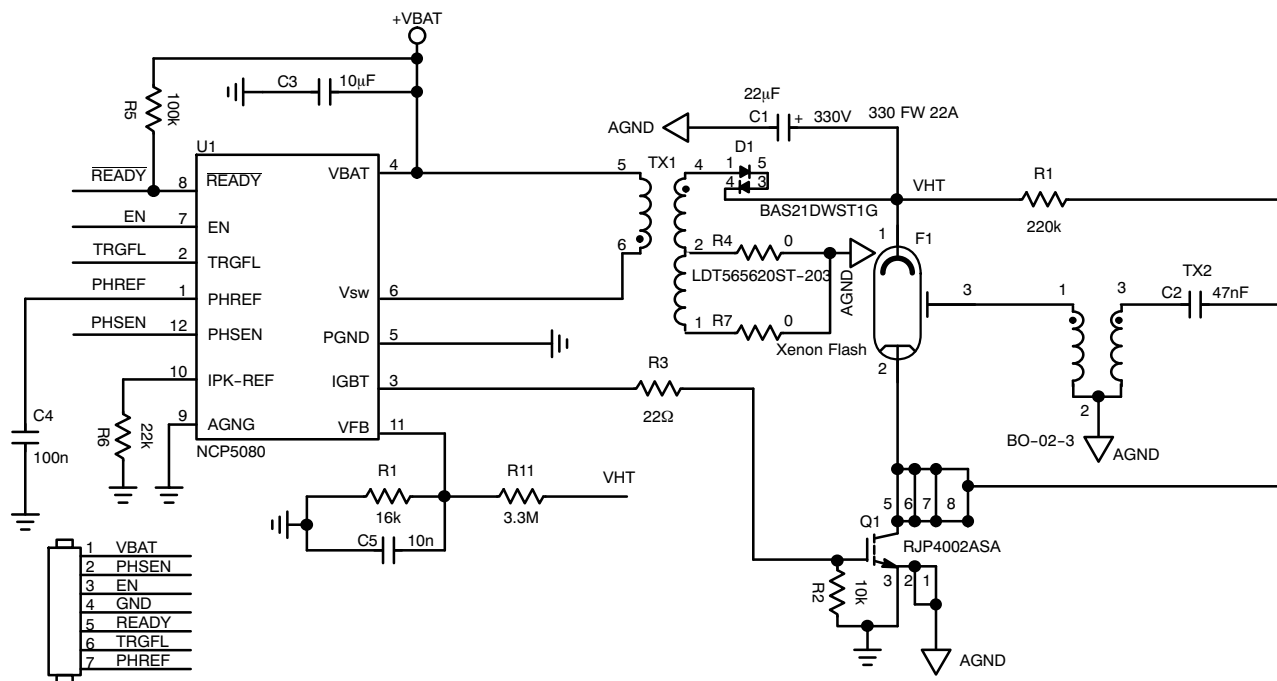 +VBAT
C3
10μF
R5
100k
22μF
C1
+
330V
330 FW 22A
AGND
U1
D1
TX1
VBAT
4
5
4
1
5
4
3
READY
8
READY
VHT
R1
220k
BAS21DWST1G
EN
7
EN
1
F1
TRGFL
2
TRGFL
6
2
R4
0
LDT565620ST-203
AGND
PHREF
1
PHREF
Vsw
6
3
1
3
TX2
C2
47nF
PHSEN
12
PHSEN
PGND
5
1
R7
0
Xenon Flash
2
10
IPK-REF
IGBT
3
R3
22Ω
C4
100n
R6
22k
9
AGNG
VFB
11
NCP5080
2
BO-02-3
AGND
R1
16k
R11
3.3M
VHT
C5
10n
5
6
7
8
Q1
RJP4002ASA
R2
10k
3
2
1
AGND
1 VBAT
2 PHSEN
3 EN
4 GND
5 READY
6 TRGFL
7 PHREF